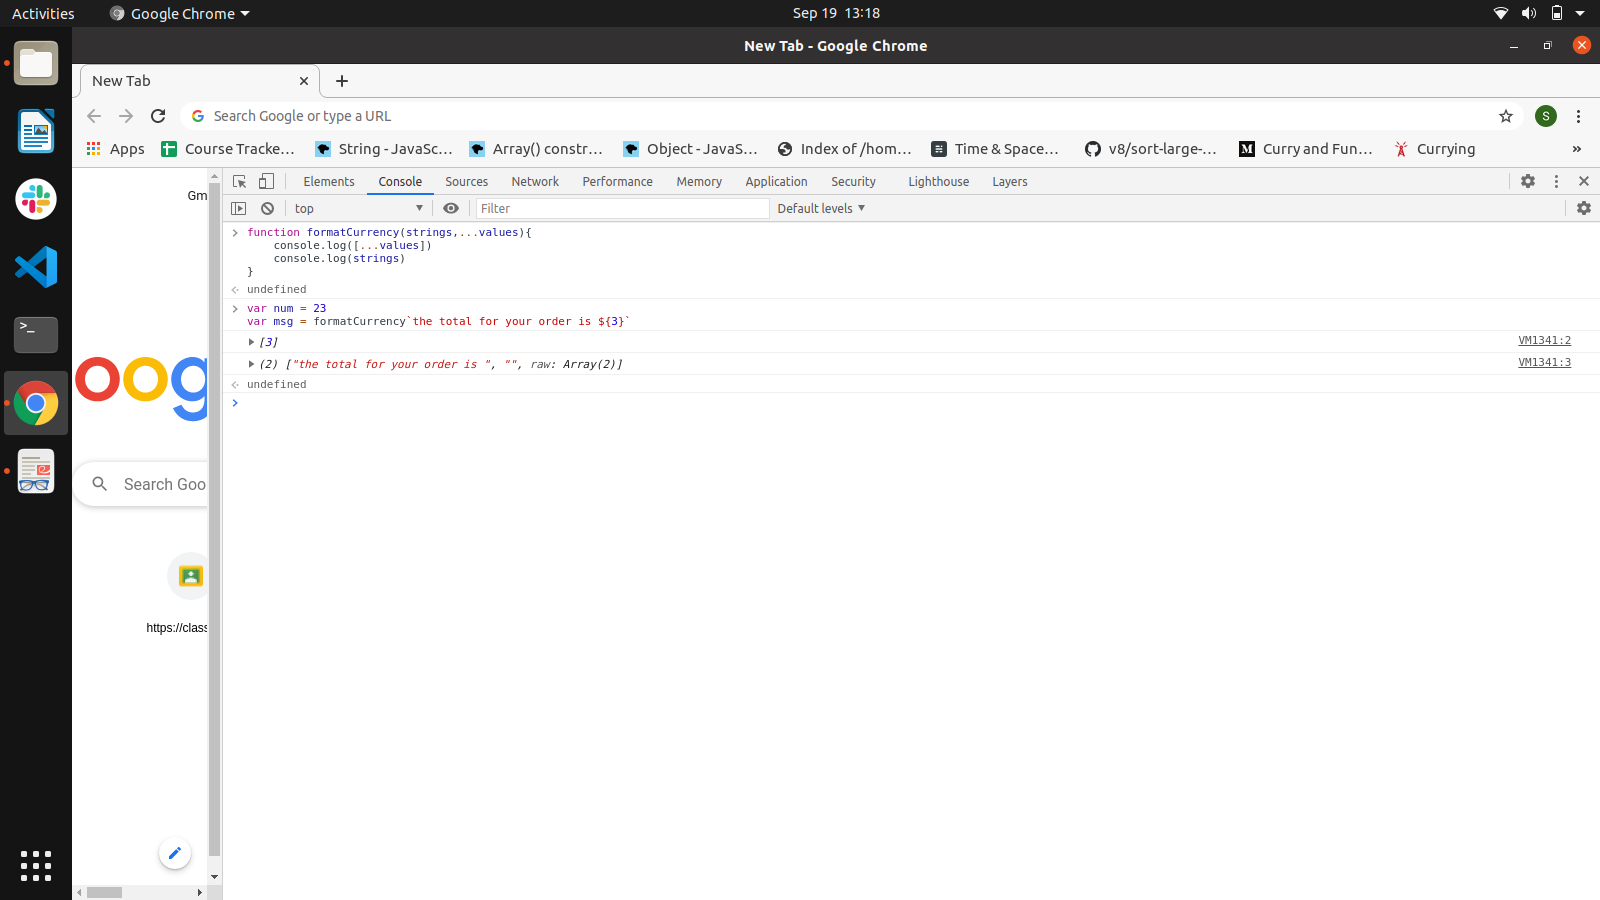 Activities
Google Chrome
Sep 19 13:18
New Tab - Google Chrome
New Tab
Search Google or type a URL
S
Apps
Course Tracke...
String - JavaSc...
Array() constr...
Object - JavaS...
Index of /hom...
Time & Space...
v8/sort-large-...
M
Curry and Fun...
Currying
»
Gm
Elements
Console
Sources
Network
Performance
Memory
Application
Security
Lighthouse
Layers
top
Filter
Default levels
function formatCurrency(strings,...values){
console.log([...values])
console.log(strings)
}
undefined
var num = 23
var msg = formatCurrency`the total for your order is ${3}`
[3]
VM1341:2
(2) ["the total for your order is ", "", raw: Array(2)]
VM1341:3
undefined
oog
Search Goo
https://class